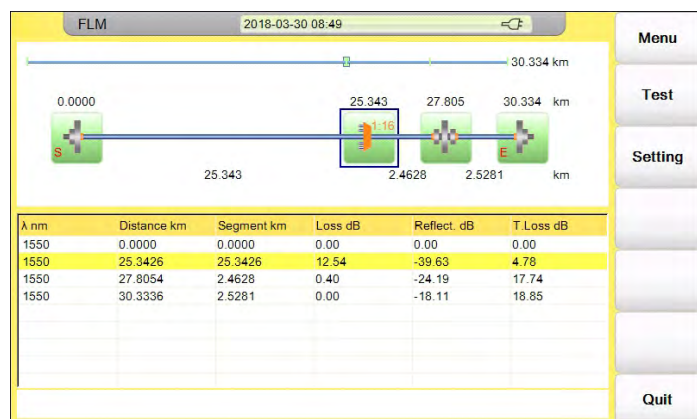 FLM 2018-03-30 08:49
Menu
30.334 km
Test
0.0000 25.343 27.805 30.334 km
1:16
S E
Setting
25.343 2.4628 2.5281 km
λ nm Distance km Segment km Loss dB Reflect. dB T.Loss dB
1550 0.0000 0.0000 0.00 0.00 0.00
1550 25.3426 25.3426 12.54 -39.63 4.78
1550 27.8054 2.4628 0.40 -24.19 17.74
1550 30.3336 2.5281 0.00 -18.11 18.85
Quit